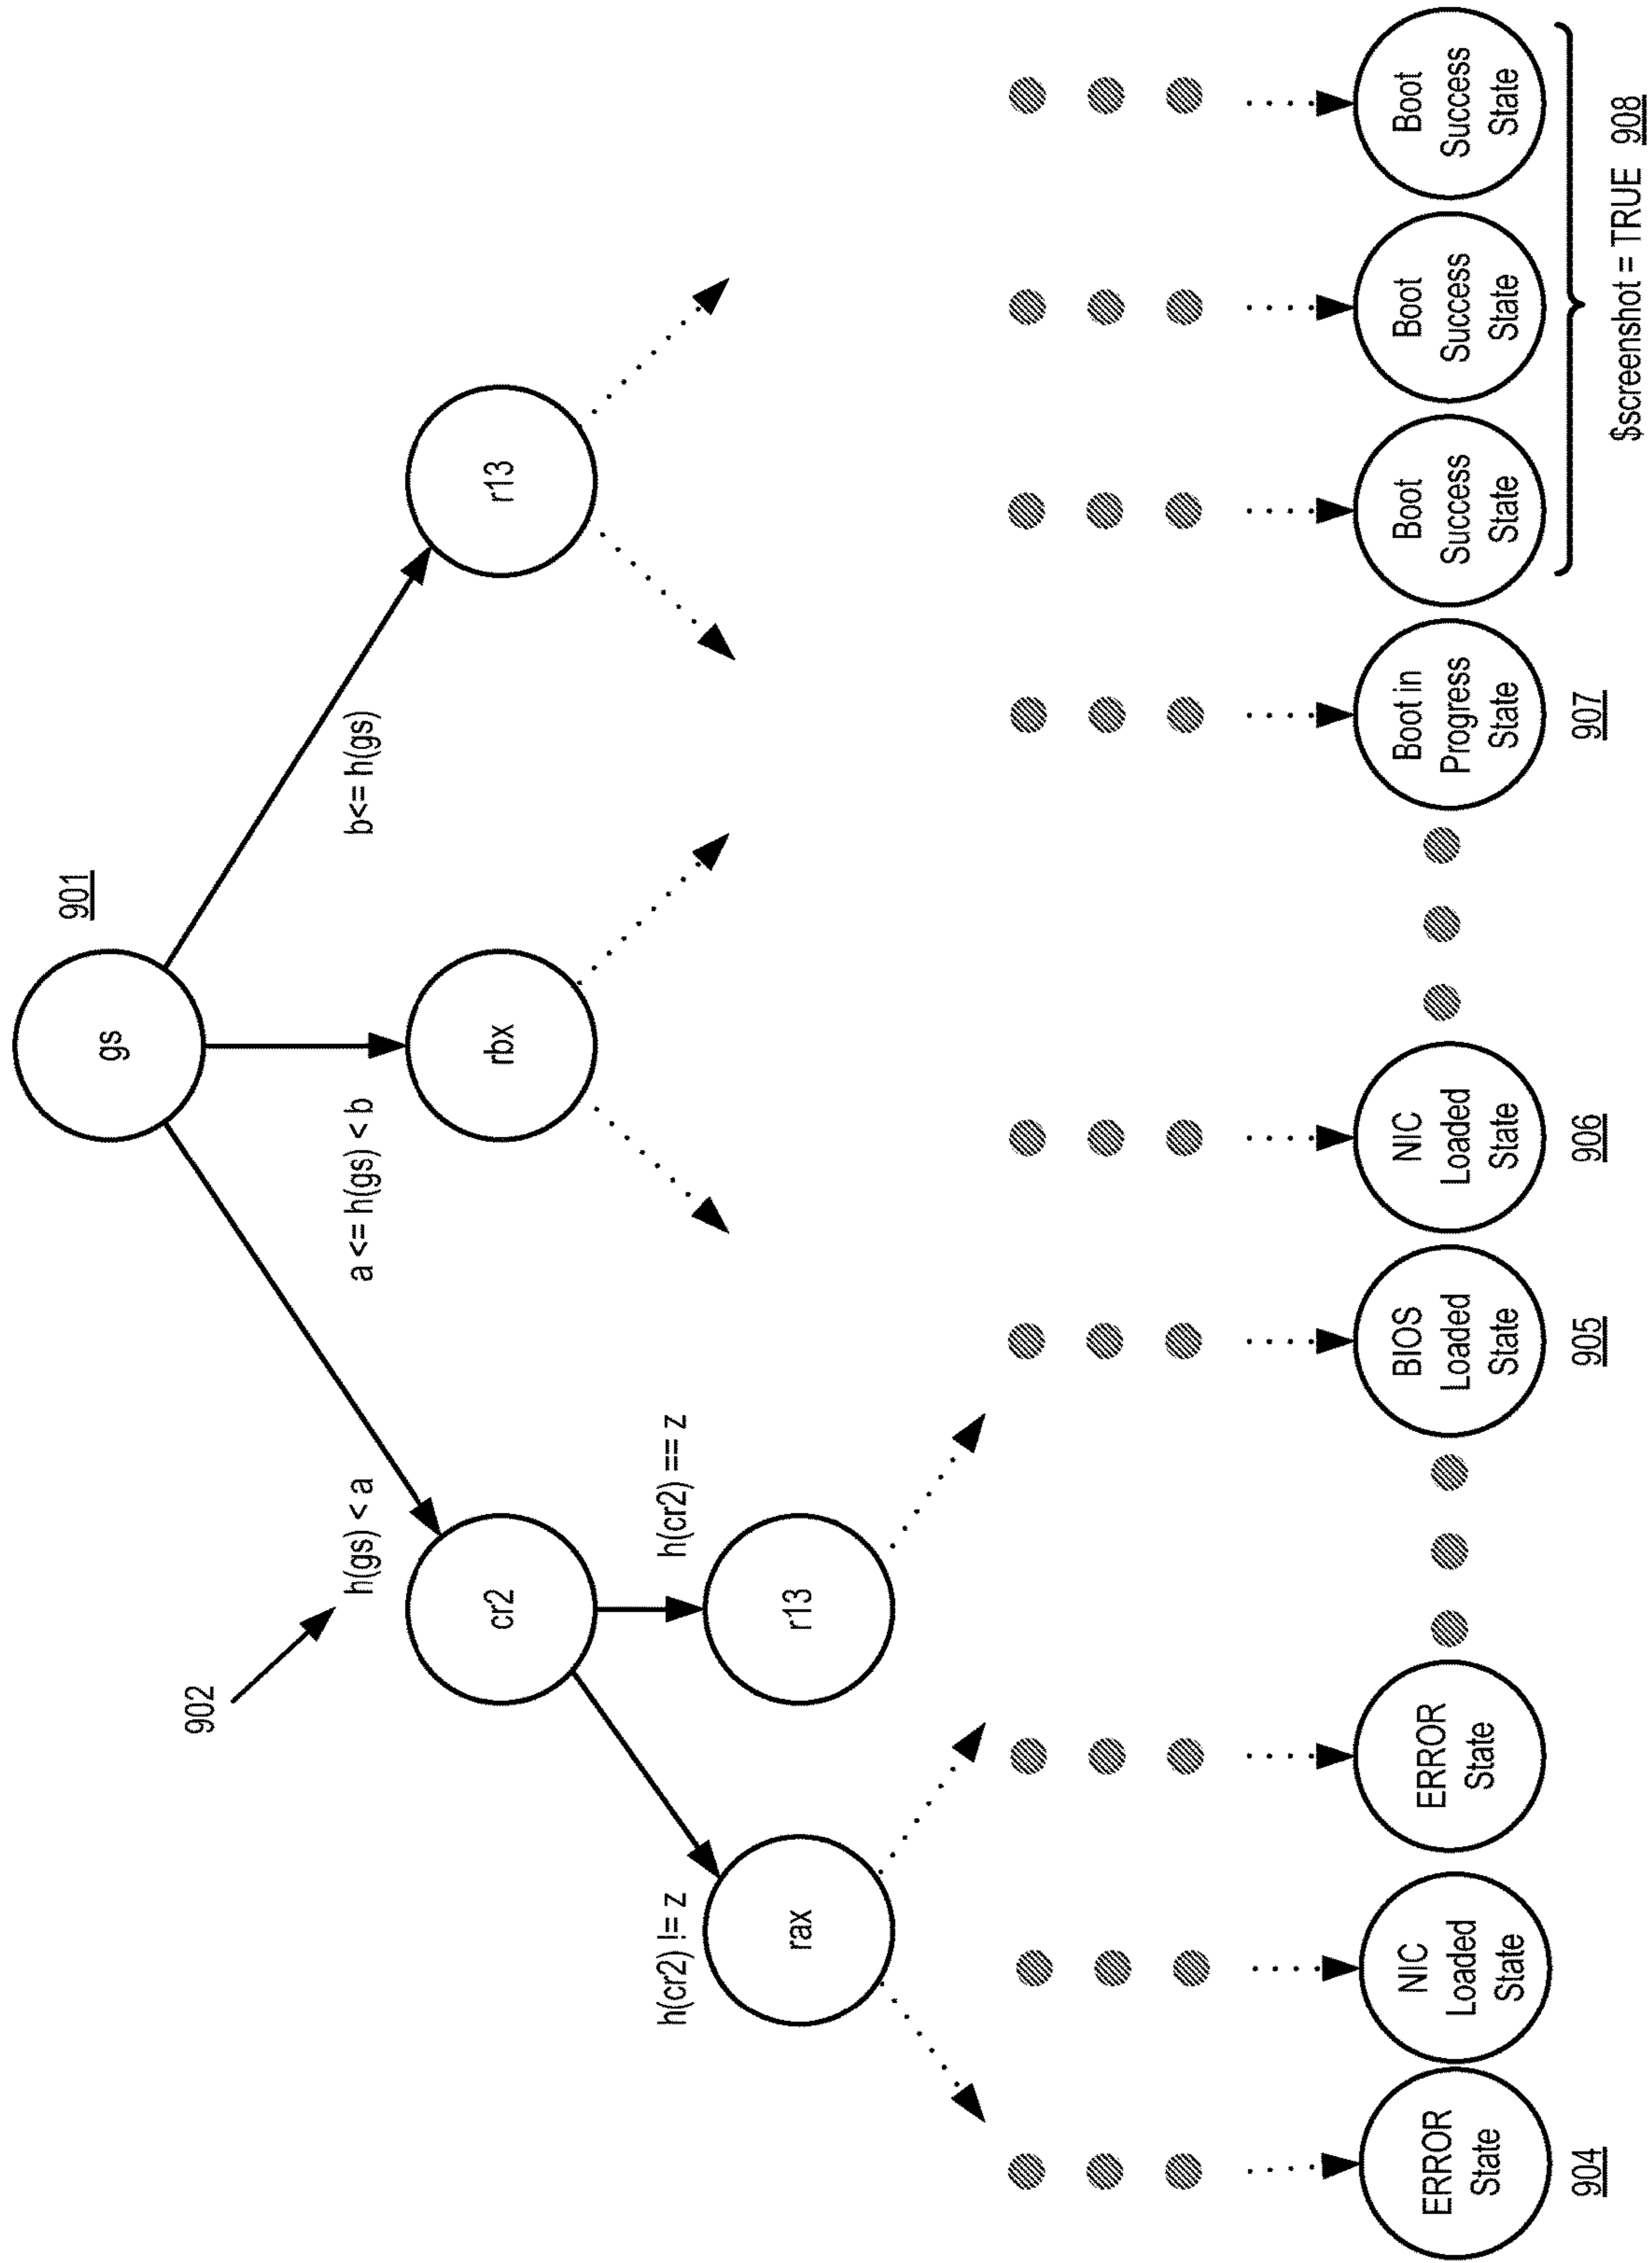 gs
901
902
h(gs) < a
a <= h(gs) < b
b<= h(gs)
cr2
rbx
r13
h(cr2) != z
h(cr2) == z
rax
r13
ERROR
State
NIC
Loaded
State
ERROR
State
BIOS
Loaded
State
NIC
Loaded
State
Boot in
Progress
State
Boot
Success
State
Boot
Success
State
Boot
Success
State
904
905
906
907
$screenshot = TRUE 908